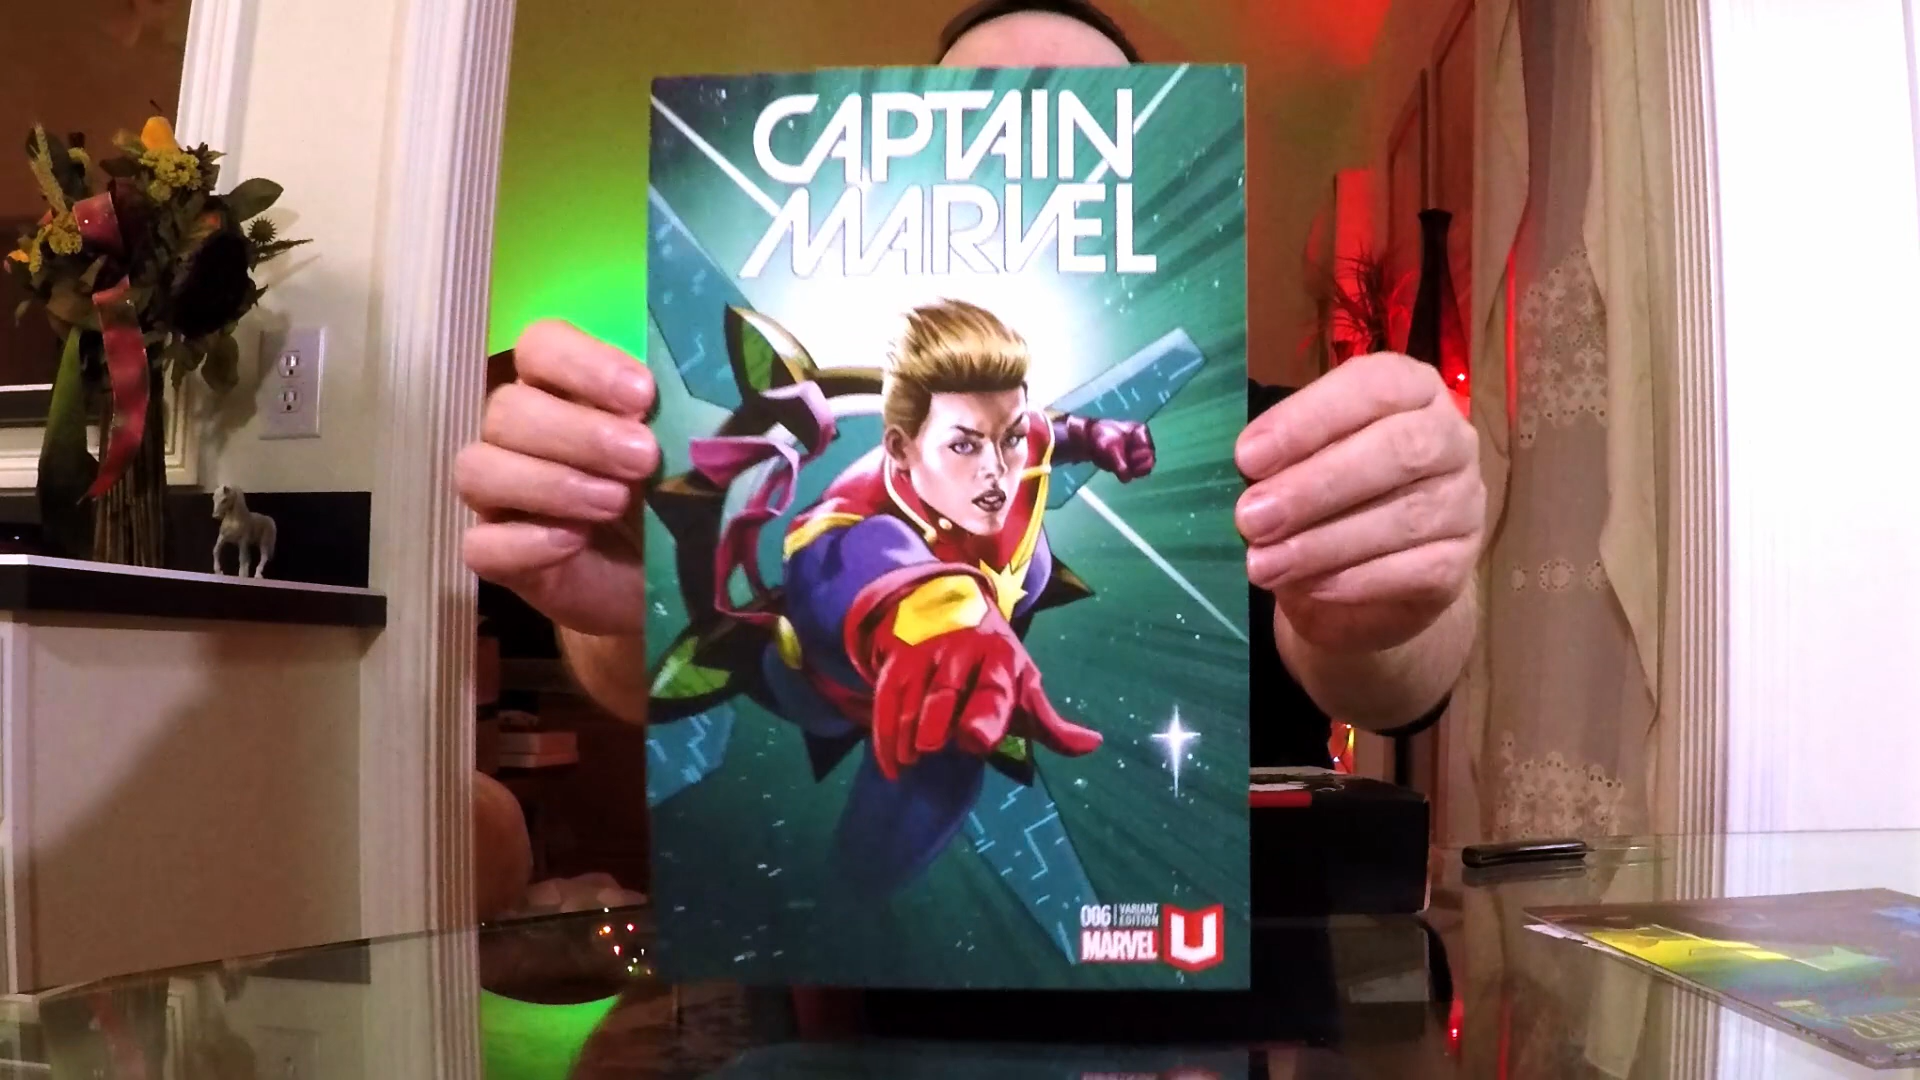 CAPTAIN
MARVEL
006 VARIANT
EDITION
MARVEL U